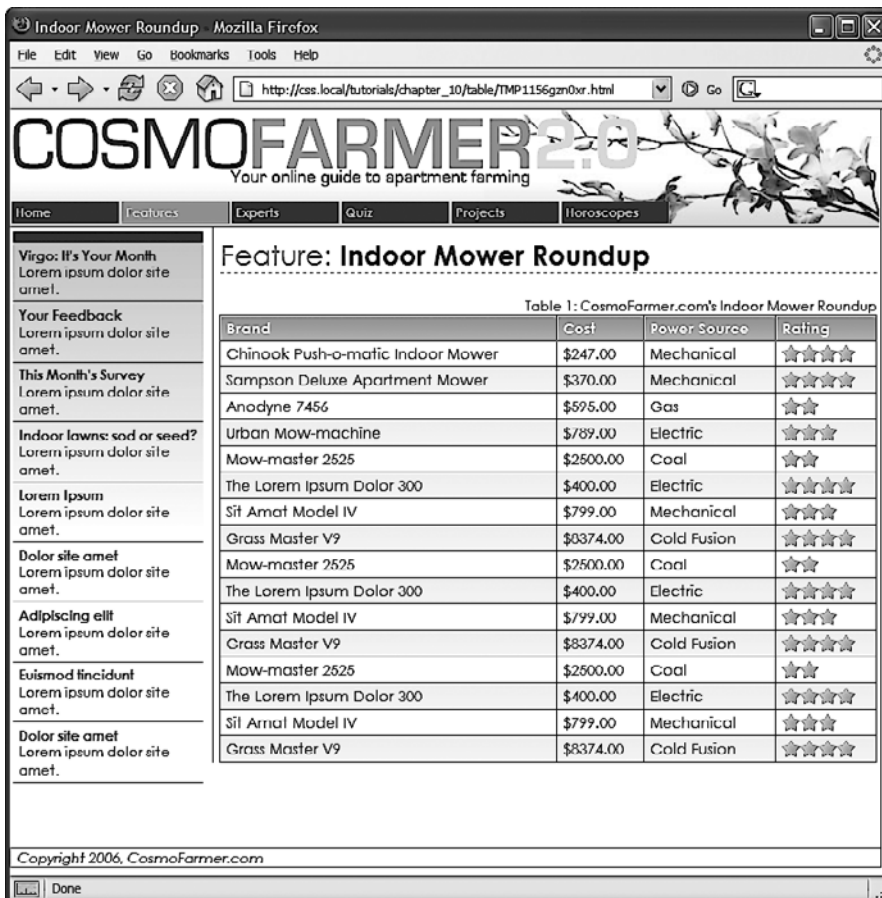 Indoor Mower Roundup - Mozilla Firefox
File Edit View Go Bookmarks Tools Help
http://css.local/tutorials/chapter_10/table/TMP1156gzn0xr.html Go
COSMOFARMER 2.0
Your online guide to apartment farming
Home Features Experts Quiz Projects Horoscopes
Virgo: It's Your Month
Lorem ipsum dolor site
amet.
Your Feedback
Lorem ipsum dolor site
amet.
This Month's Survey
Lorem ipsum dolor site
amet.
Indoor lawns: sod or seed?
Lorem ipsum dolor site
amet.
Lorem Ipsum
Lorem ipsum dolor site
amet.
Dolor site amet
Lorem ipsum dolor site
amet.
Adipiscing elit
Lorem ipsum dolor site
amet.
Euismod tincidunt
Lorem ipsum dolor site
amet.
Dolor site amet
Lorem ipsum dolor site
amet.
Feature: Indoor Mower Roundup
Table 1: CosmoFarmer.com's Indoor Mower Roundup
Brand Cost Power Source Rating
Chinook Push-o-matic Indoor Mower $247.00 Mechanical
Sampson Deluxe Apartment Mower $370.00 Mechanical
Anodyne 7456 $595.00 Gas
Urban Mow-machine $789.00 Electric
Mow-master 2525 $2500.00 Coal
The Lorem Ipsum Dolor 300 $400.00 Electric
Sit Amat Model IV $799.00 Mechanical
Grass Master V9 $8374.00 Cold Fusion
Mow-master 2525 $2500.00 Coal
The Lorem Ipsum Dolor 300 $400.00 Electric
Sit Amat Model IV $799.00 Mechanical
Grass Master V9 $8374.00 Cold Fusion
Mow-master 2525 $2500.00 Coal
The Lorem Ipsum Dolor 300 $400.00 Electric
Sit Amat Model IV $799.00 Mechanical
Grass Master V9 $8374.00 Cold Fusion
Copyright 2006, CosmoFarmer.com
Done